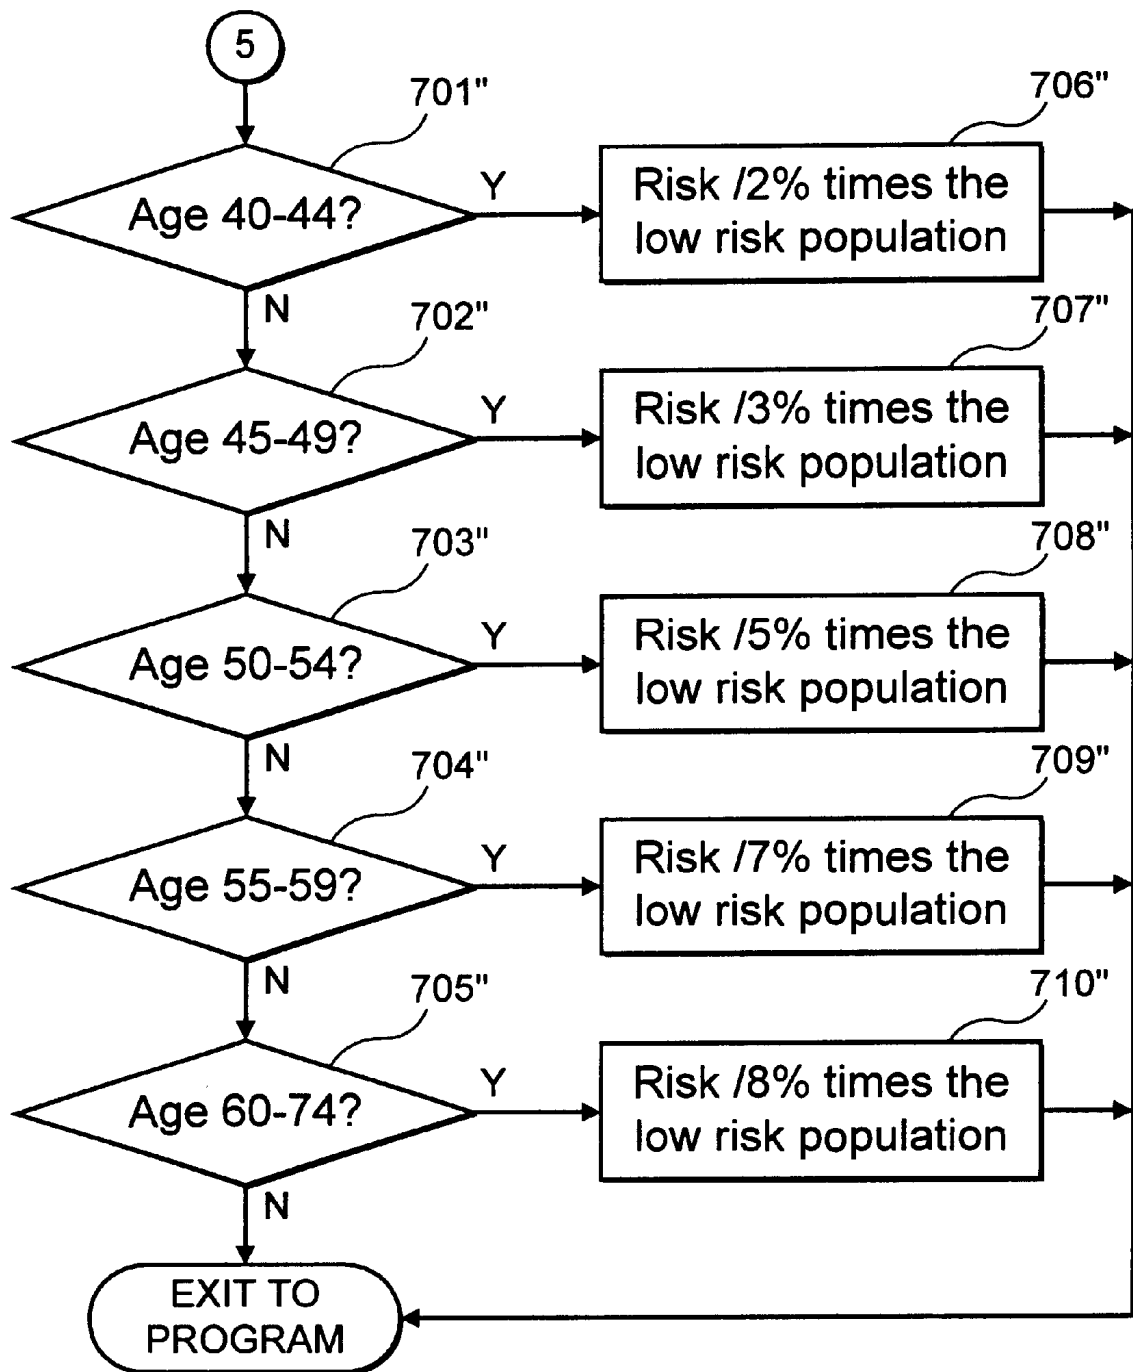 5
701"
706"
Age 40-44?
Y
Risk /2% times the
low risk population
N
702"
707"
Age 45-49?
Y
Risk /3% times the
low risk population
N
703"
708"
Age 50-54?
Y
Risk /5% times the
low risk population
N
704"
709"
Age 55-59?
Y
Risk /7% times the
low risk population
N
705"
710"
Age 60-74?
Y
Risk /8% times the
low risk population
N
EXIT TO
PROGRAM